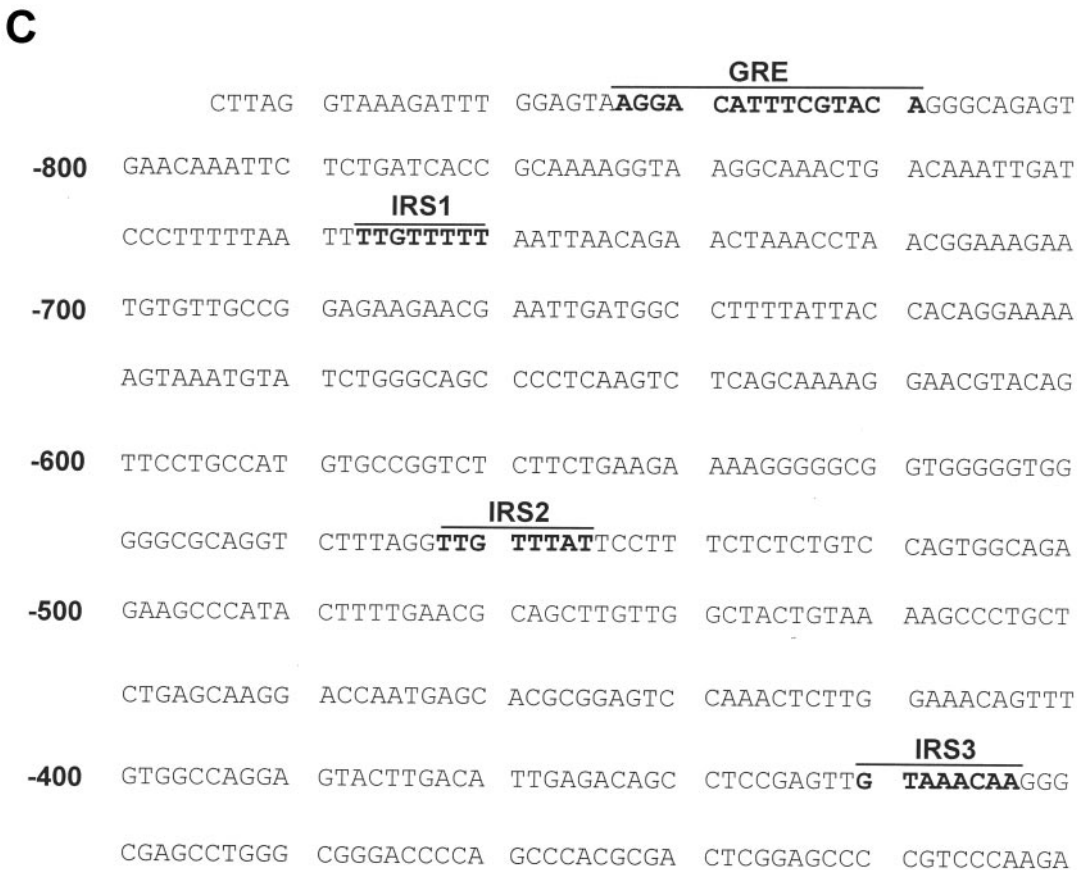 C
GRE
CTTAG GTAAAGATTT GGAGTAAGGA CATTTCGTAC AGGGCAGAGT
-800 GAACAAATTC TCTGATCACC GCAAAAGGTA AGGCAAACTG ACAAATTGAT
IRS1
CCCTTTTTAA TTTTGTTTTT AATTAACAGA ACTAAACCTA ACGGAAAGAA
-700 TGTGTTGCCG GAGAAGAACG AATTGATGGC CTTTTATTAC CACAGGAAAA
AGTAAATGTA TCTGGGCAGC CCCTCAAGTC TCAGCAAAAG GAACGTACAG
-600 TTCCTGCCAT GTGCCGGTCT CTTCTGAAGA AAAGGGGGCG GTGGGGGTGG
IRS2
GGGCGCAGGT CTTTAGGTTG TTTATTCCTT TCTCTCTGTC CAGTGGCAGA
-500 GAAGCCCATA CTTTTGAACG CAGCTTGTTG GCTACTGTAA AAGCCCTGCT
CTGAGCAAGG ACCAATGAGC ACGCGGAGTC CAAACTCTTG GAAACAGTTT
IRS3
-400 GTGGCCAGGA GTACTTGACA TTGAGACAGC CTCCGAGTTG TAAACAAGGG
CGAGCCTGGG CGGGACCCCA GCCCACGCGA CTCGGAGCCC CGTCCCAAGA